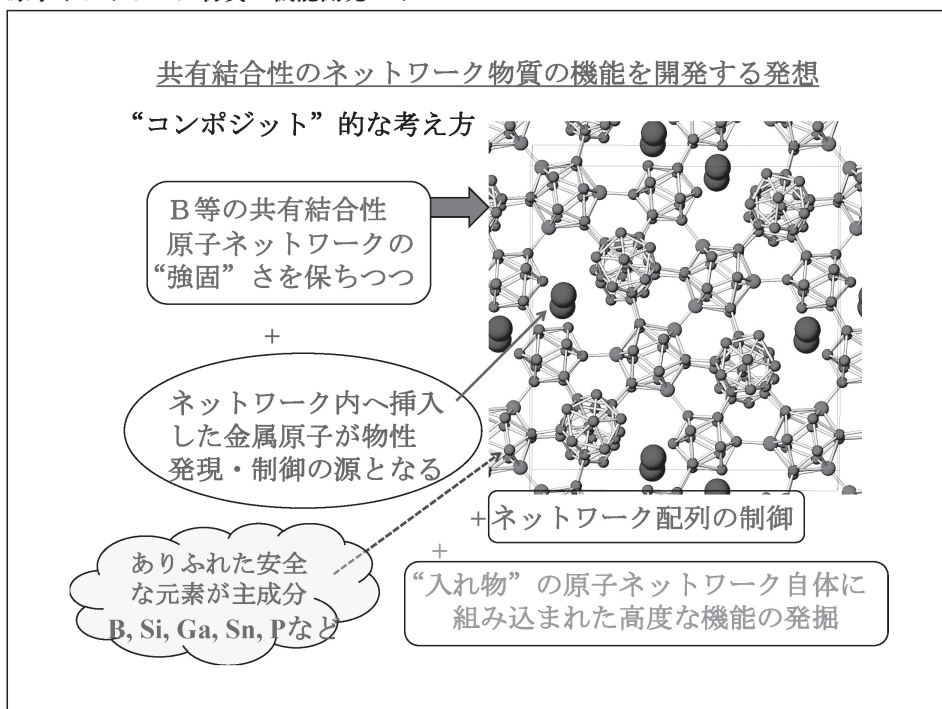 共有結合性のネットワーク物質の機能を開発する発想
“コンポジット”的な考え方
B等の共有結合性
原子ネットワークの
“強固”さを保ちつつ
+
ネットワーク内へ挿入
した金属原子が物性
発現・制御の源となる
+ネットワーク配列の制御
ありふれた安全
な元素が主成分
B, Si, Ga, Sn, Pなど
+
“入れ物”の原子ネットワーク自体に
組み込まれた高度な機能の発掘